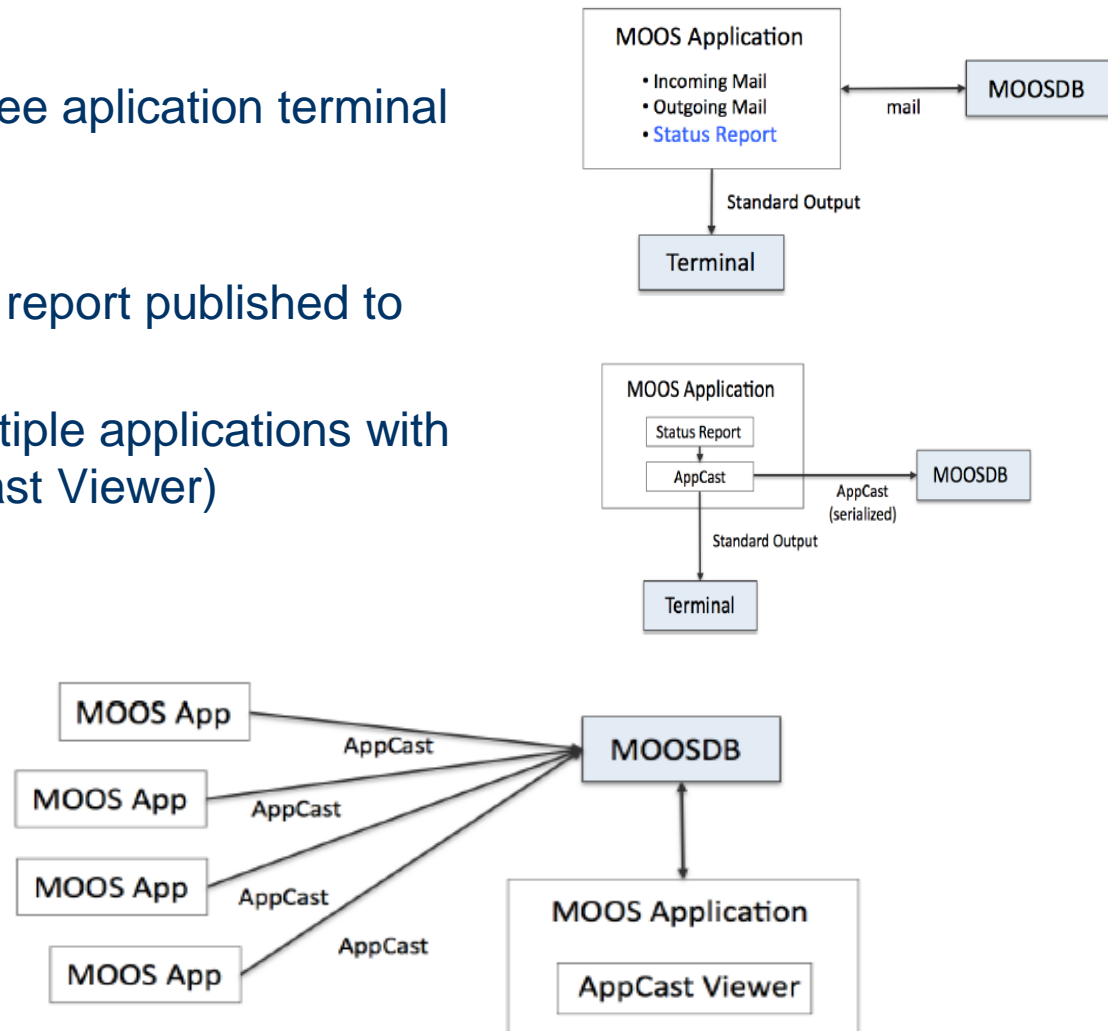 ee aplication terminal
report published to
tiple applications with
ast Viewer)
MOOS Application
• Incoming Mail
• Outgoing Mail
• Status Report
mail
MOOSDB
Standard Output
Terminal
MOOS Application
Status Report
AppCast
AppCast
(serialized)
MOOSDB
Standard Output
Terminal
MOOS App
AppCast
MOOS App
AppCast
MOOS App
AppCast
MOOS App
AppCast
MOOSDB
MOOS Application
AppCast Viewer